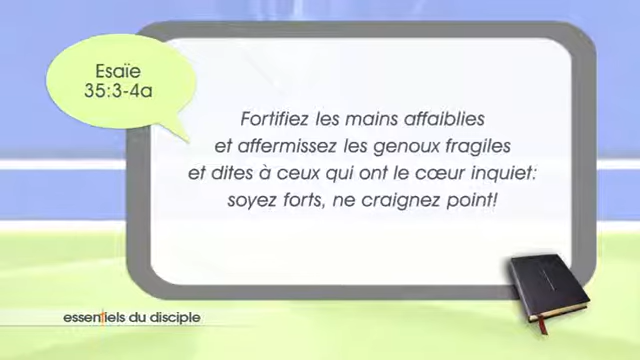 Esaïe
35:3-4a
Fortifiez les mains affaiblies
et affermissez les genoux fragiles
et dites à ceux qui ont le cœur inquiet:
soyez forts, ne craignez point!
essentiels du disciple